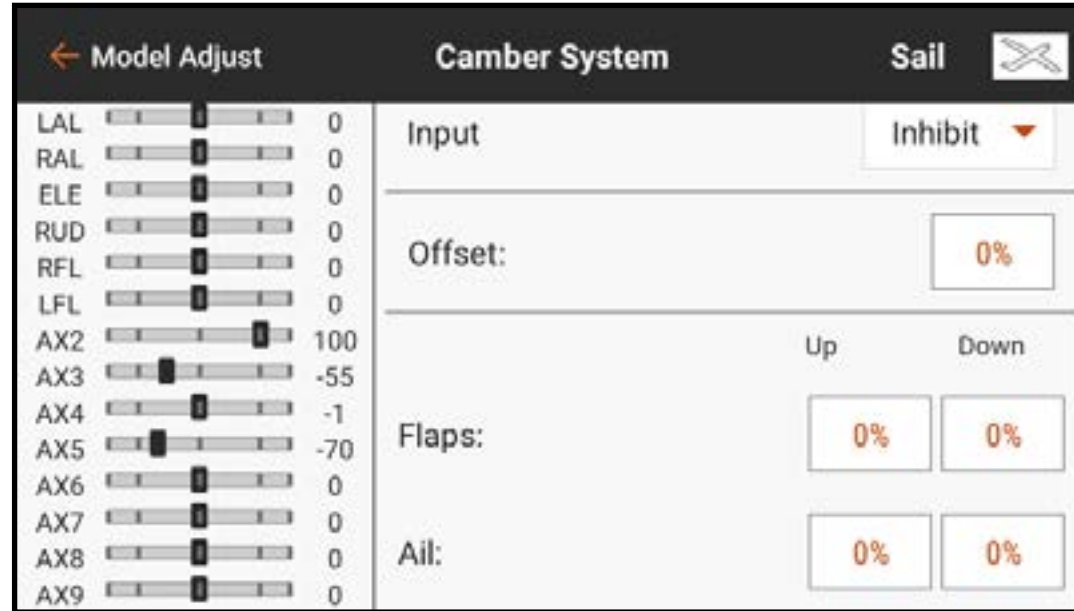 ← Model Adjust Camber System Sail
LAL 0
RAL 0
ELE 0
RUD 0
RFL 0
LFL 0
AX2 100
AX3 -55
AX4 -1
AX5 -70
AX6 0
AX7 0
AX8 0
AX9 0
Input Inhibit
Offset: 0%
Up Down
Flaps: 0% 0%
Ail: 0% 0%